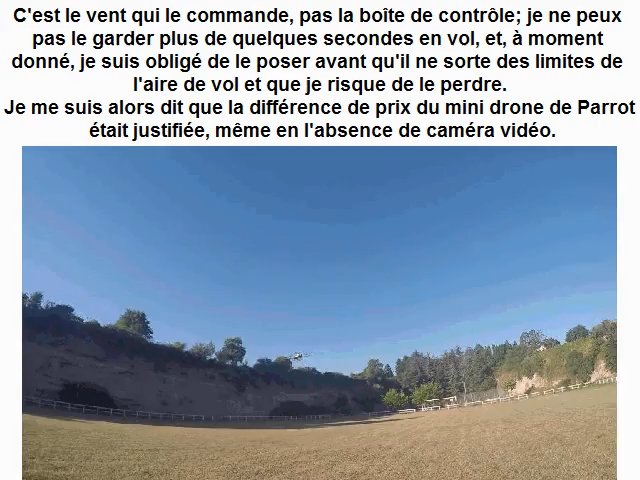 C'est le vent qui le commande, pas la boîte de contrôle; je ne peux
pas le garder plus de quelques secondes en vol, et, à moment
donné, je suis obligé de le poser avant qu'il ne sorte des limites de
l'aire de vol et que je risque de le perdre.
Je me suis alors dit que la différence de prix du mini drone de Parrot
était justifiée, même en l'absence de caméra vidéo.